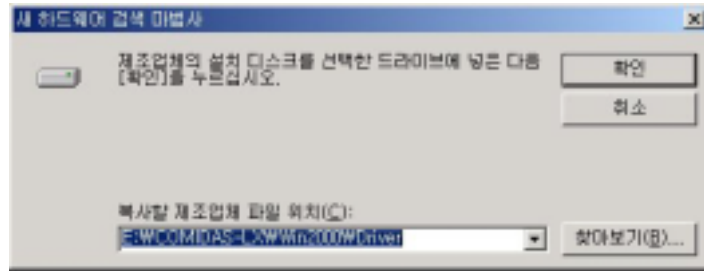 새 하드웨어 검색 마법사
제조업체의 설치 디스크를 선택한 드라이브에 넣은 다음
[확인]를 누르십시오.
확인
취소
복사할 제조업체 파일 위치(C):
E:₩COMIDAS-LX₩Win2000₩Driver
찾아보기(B)...